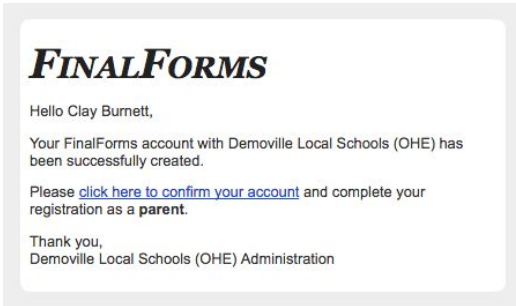 FINALFORMS
Hello Clay Burnett,
Your FinalForms account with Demoville Local Schools (OHE) has
been successfully created.
Please click here to confirm your account and complete your
registration as a parent.
Thank you,
Demoville Local Schools (OHE) Administration